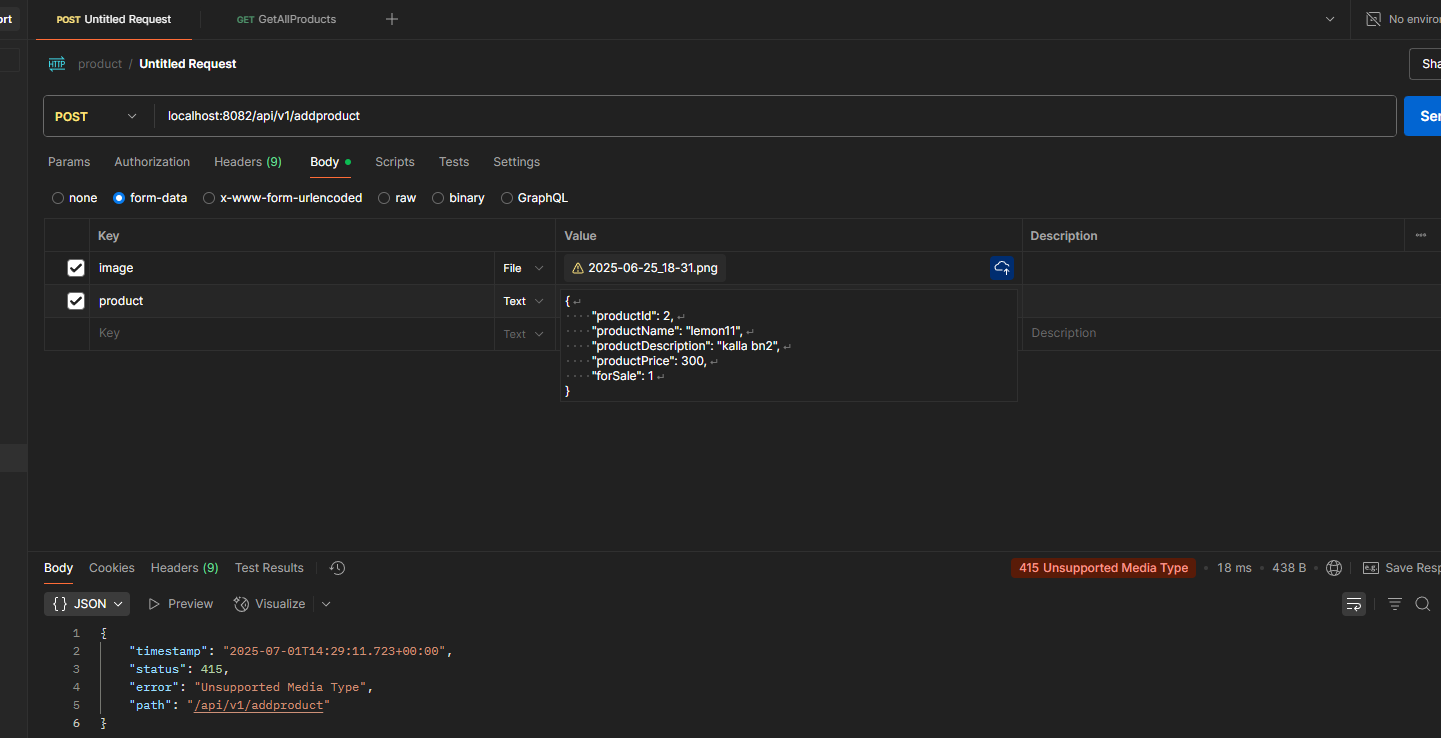 ort
POST Untitled Request
GET GetAllProducts
No enviro
HTTP product / Untitled Request
Sha
POST localhost:8082/api/v1/addproduct
Ser
Params Authorization Headers (9) Body Scripts Tests Settings
none form-data x-www-form-urlencoded raw binary GraphQL
Key Value Description
image File 2025-06-25_18-31.png
product Text {
"productId": 2,
"productName": "lemon11",
"productDescription": "kalla bn2",
"productPrice": 300,
"forSale": 1
}
Key Text Description
Body Cookies Headers (9) Test Results 415 Unsupported Media Type 18 ms 438 B e.g. Save Resp
{} JSON Preview Visualize
1 {
2 "timestamp": "2025-07-01T14:29:11.723+00:00",
3 "status": 415,
4 "error": "Unsupported Media Type",
5 "path": "/api/v1/addproduct"
6 }